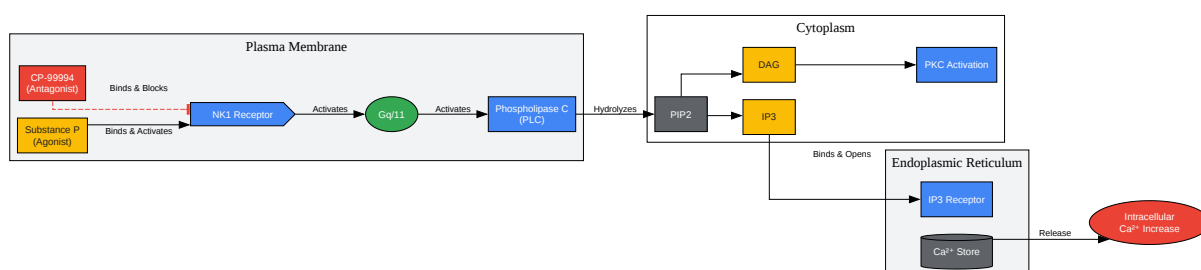 Plasma Membrane
CP-99994
(Antagonist)
Binds & Blocks
Substance P
(Agonist)
Binds & Activates
NK1 Receptor
Activates
Gq/11
Activates
Phospholipase C
(PLC)
Hydrolyzes
Cytoplasm
PIP2
DAG
IP3
PKC Activation
Binds & Opens
Endoplasmic Reticulum
IP3 Receptor
Ca²⁺ Store
Release
Intracellular
Ca²⁺ Increase